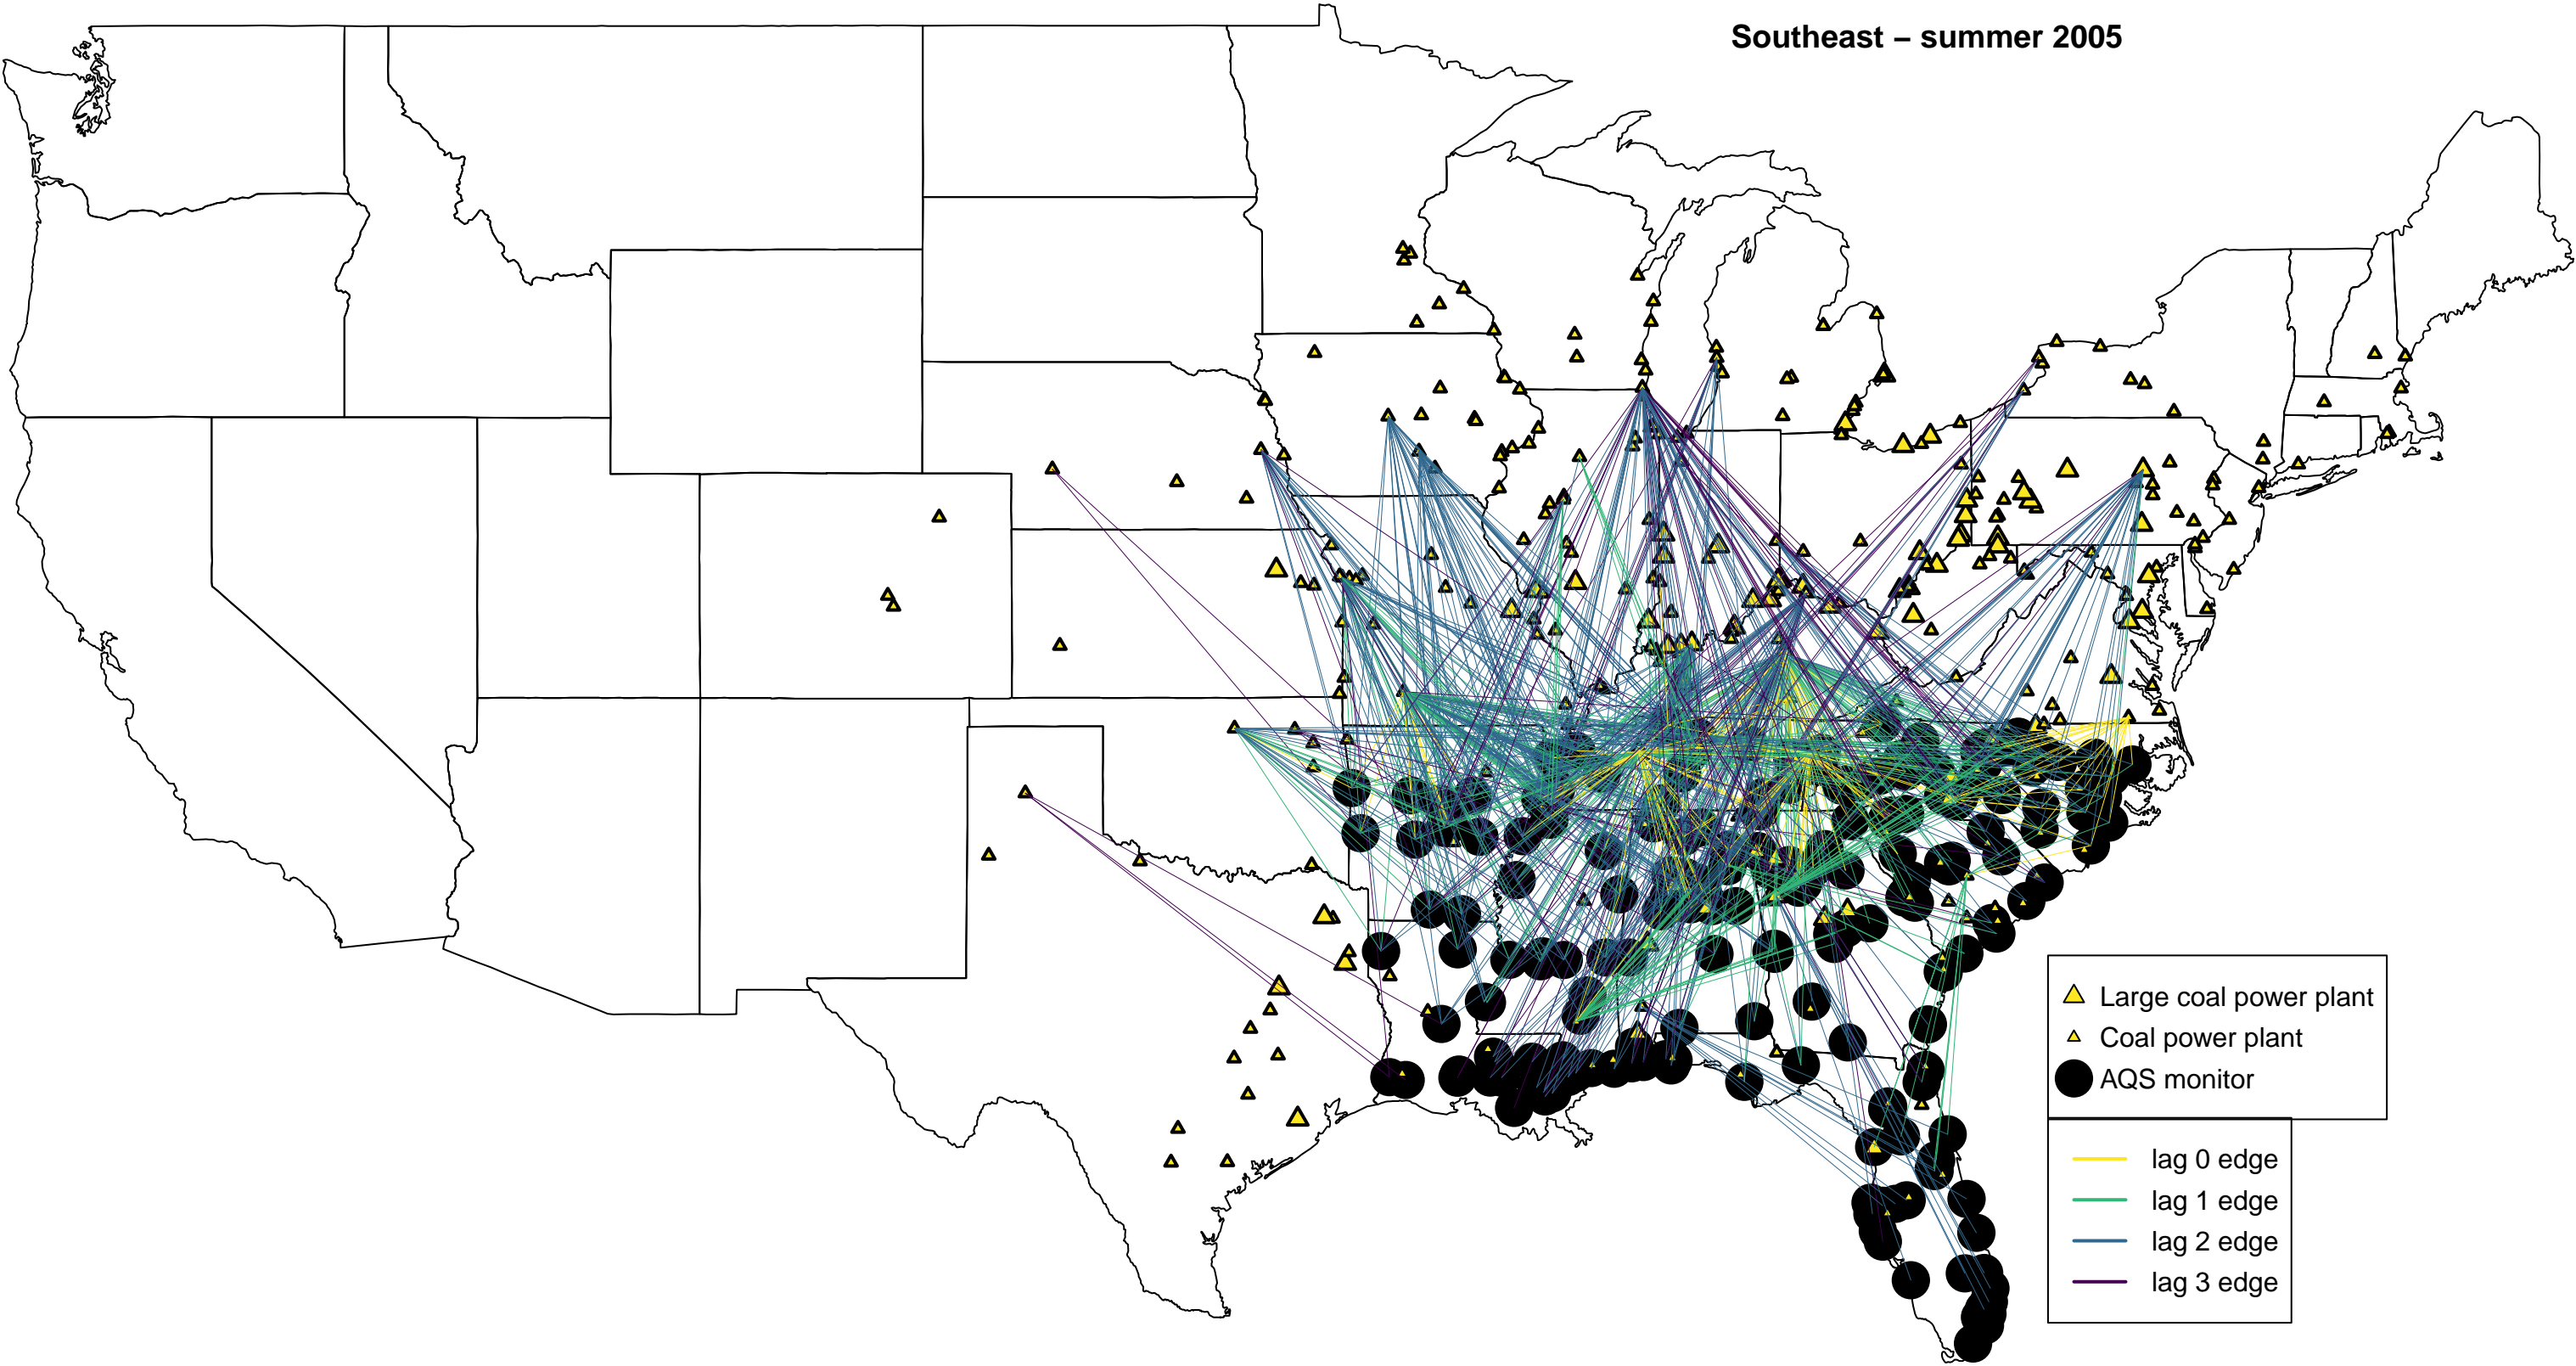 Southeast – summer 2005
Large coal power plant
Coal power plant
AQS monitor
lag 0 edge
lag 1 edge
lag 2 edge
lag 3 edge